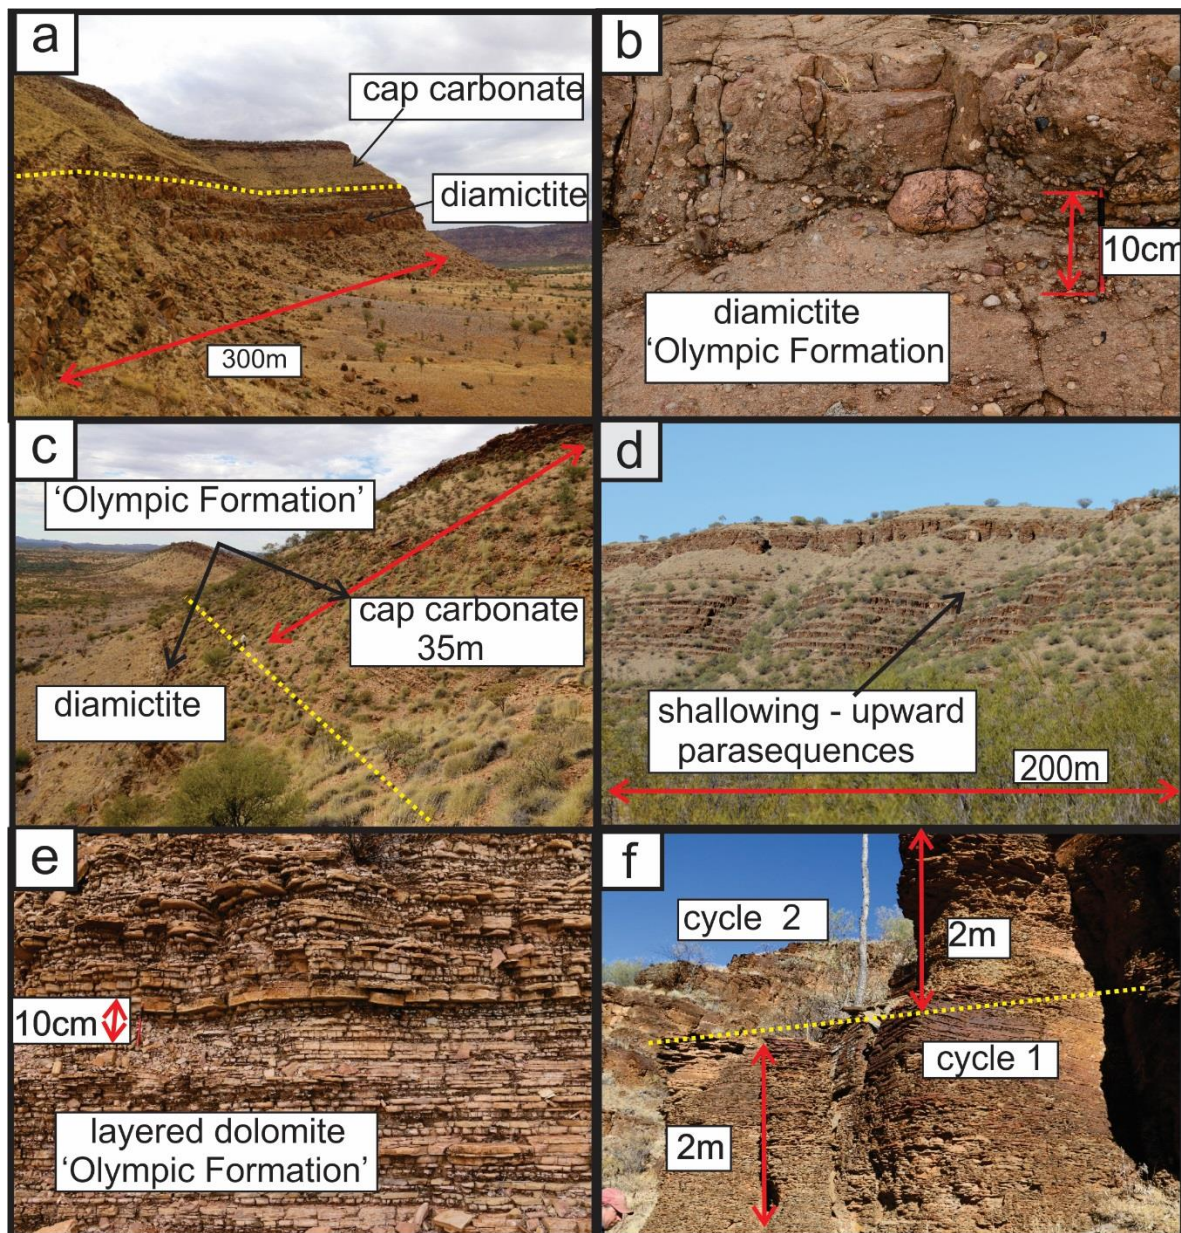 a
cap carbonate
diamictite
300m
b
10cm
diamictite
‘Olympic Formation
c
‘Olympic Formation’
cap carbonate
35m
diamictite
d
shallowing - upward
parasequences
200m
e
10cm
layered dolomite
‘Olympic Formation’
f
cycle 2
2m
cycle 1
2m